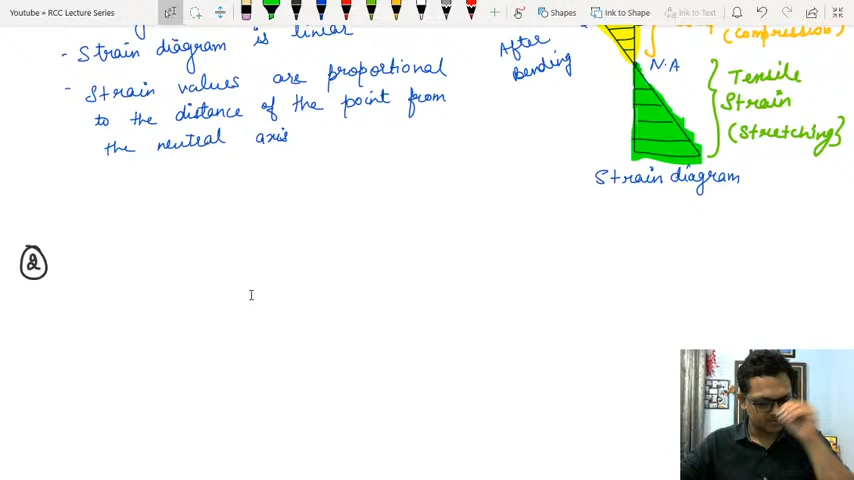 Youtube » RCC Lecture Series
Shapes
Ink to Shape
Ink to Text
- Strain diagram is linear
- Strain values are proportional
to the distance of the point from
the neutral axis
After
Bending
(Compression)
N.A
Tensile
Strain
(Stretching)
Strain diagram
2